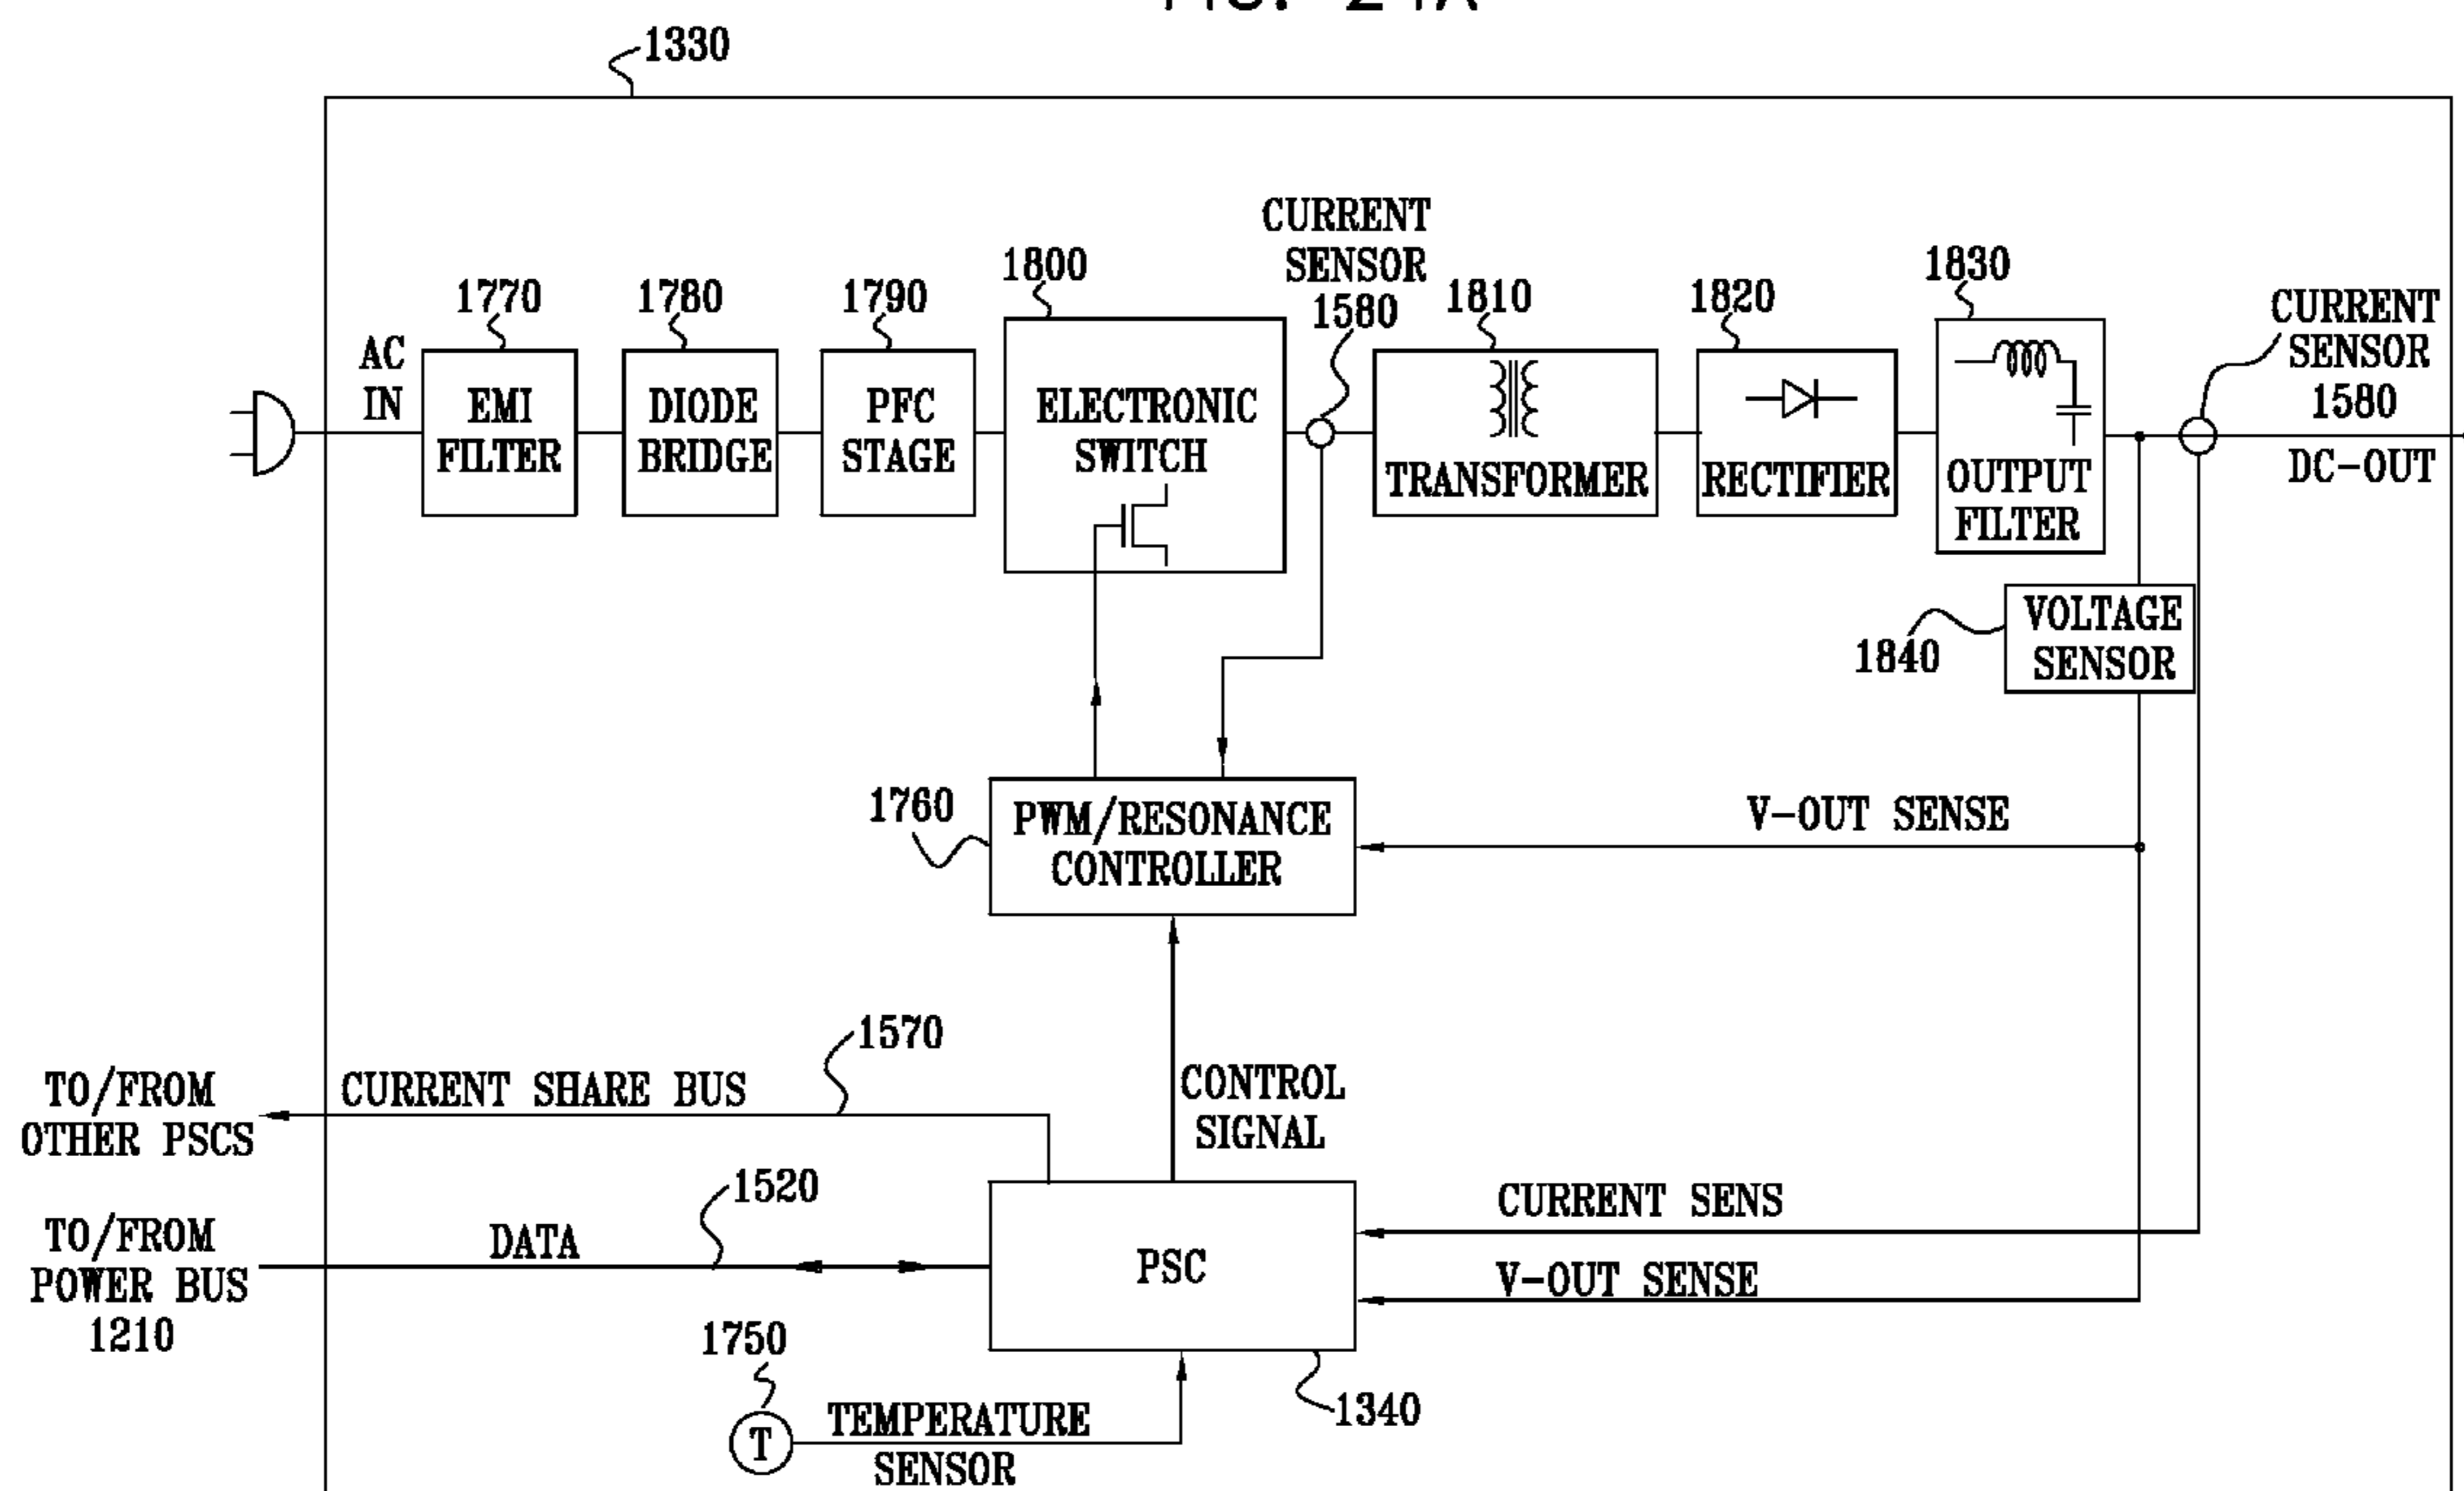 FIG. 24A
1330
CURRENT
SENSOR
1580
1770
1780
1790
1800
1810
1820
1830
CURRENT
SENSOR
1580
AC
IN
EMI
FILTER
DIODE
BRIDGE
PFC
STAGE
ELECTRONIC
SWITCH
TRANSFORMER
RECTIFIER
OUTPUT
FILTER
DC-OUT
VOLTAGE
SENSOR
1840
1760
PWM/RESONANCE
CONTROLLER
V-OUT SENSE
1570
TO/FROM
OTHER PSCS
CURRENT SHARE BUS
CONTROL
SIGNAL
1520
TO/FROM
POWER BUS
1210
DATA
PSC
CURRENT SENS
V-OUT SENSE
1750
1340
T
TEMPERATURE
SENSOR